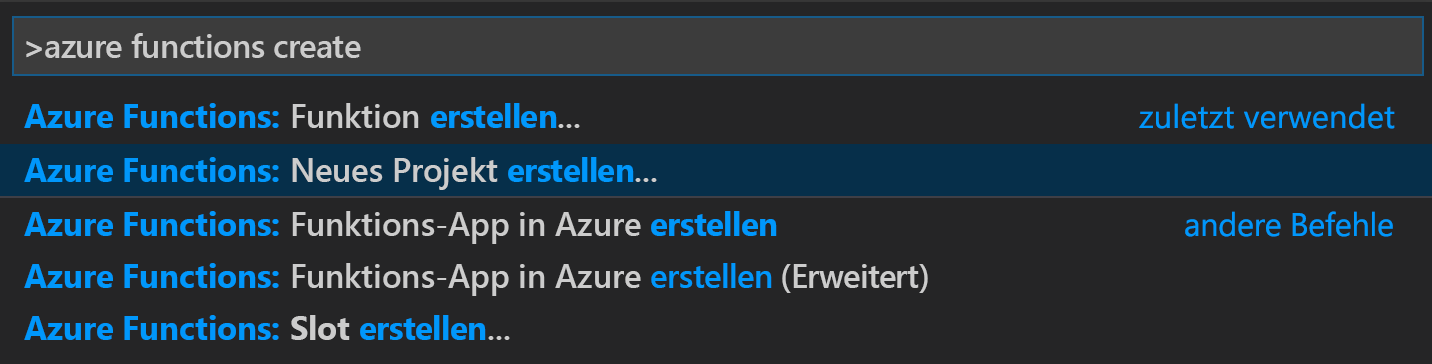 >azure functions create
Azure Functions: Funktion erstellen... zuletzt verwendet
Azure Functions: Neues Projekt erstellen...
Azure Functions: Funktions-App in Azure erstellen andere Befehle
Azure Functions: Funktions-App in Azure erstellen (Erweitert)
Azure Functions: Slot erstellen...